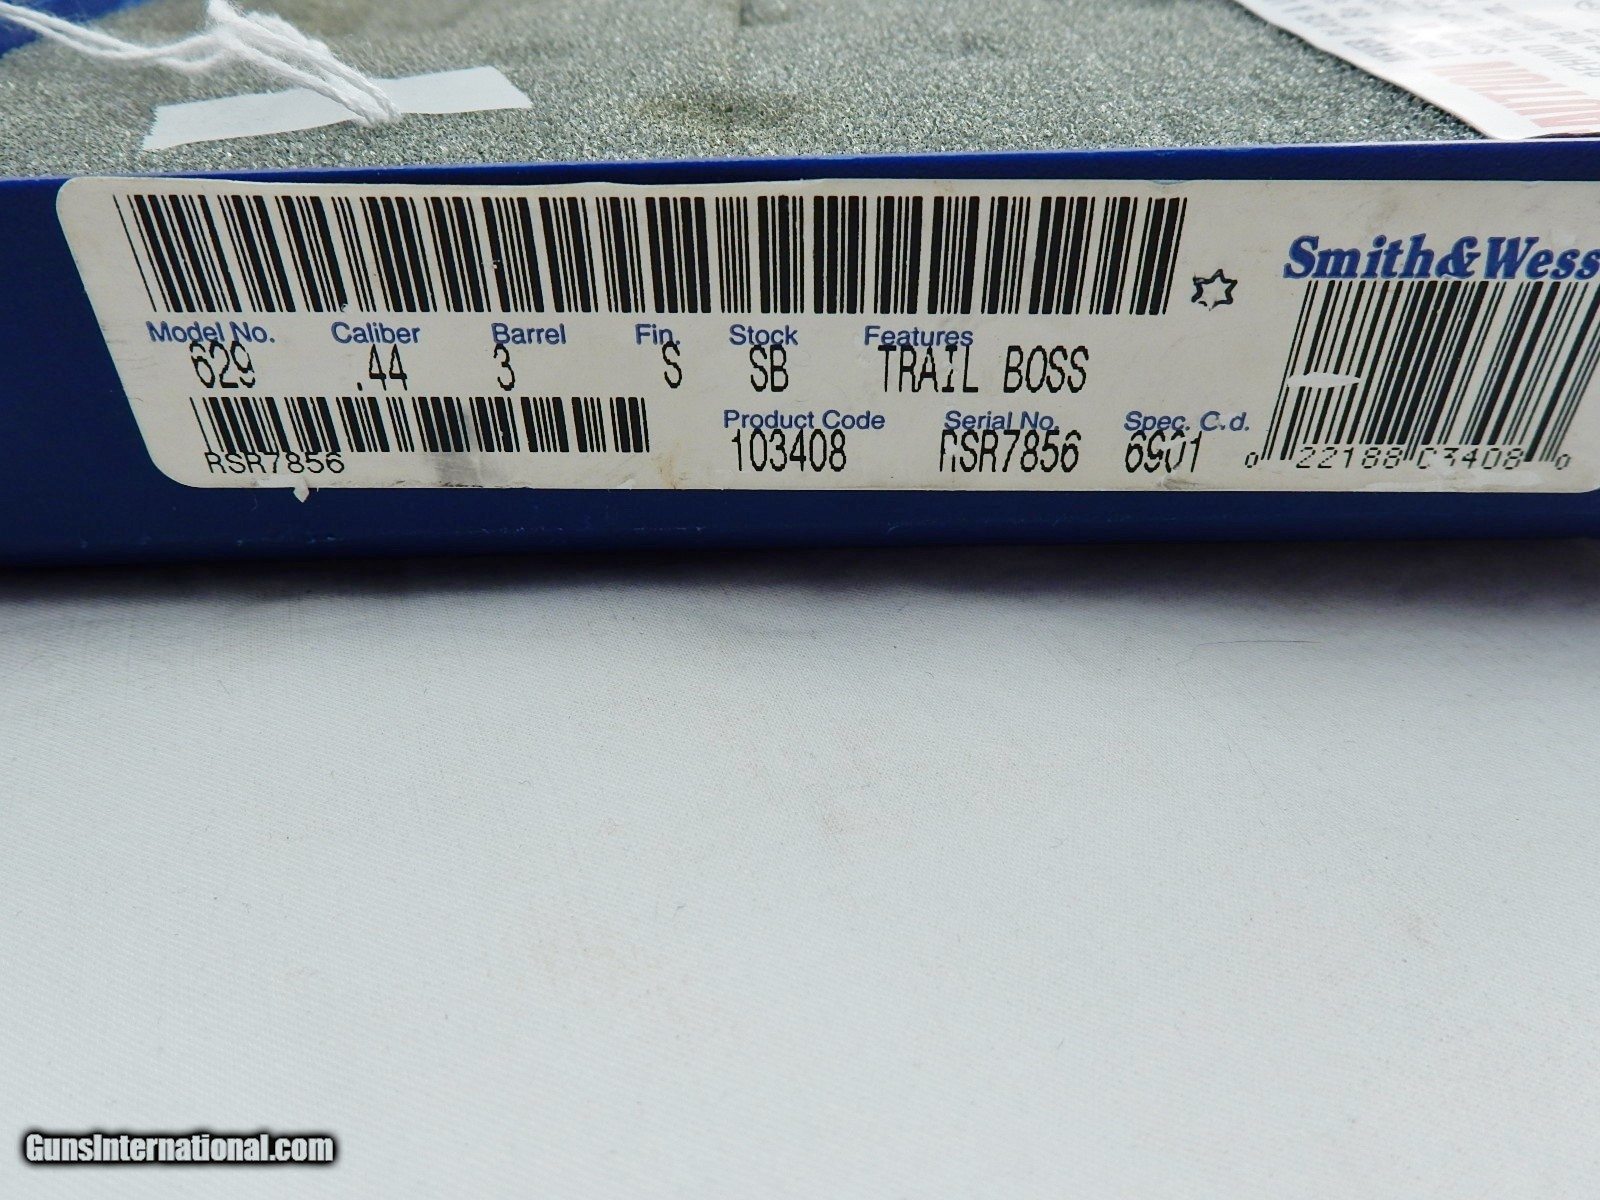 Smith&Wess
Model No. Caliber Barrel Fin. Stock Features
629 .44 3 S SB TRAIL BOSS
Product Code Serial No. Spec. C.d.
RSR7856 103408 RSR7856 6901
0 22188 03408 0
GunsInternational.com